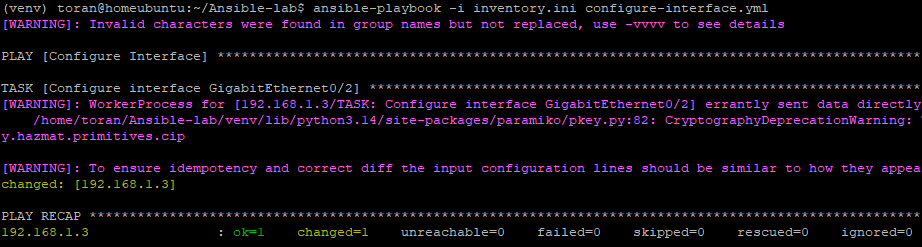 (venv) toran@homeubuntu:~/Ansible-lab$ ansible-playbook -i inventory.ini configure-interface.yml
[WARNING]: Invalid characters were found in group names but not replaced, use -vvvv to see details
PLAY [Configure Interface] ****************************************************************************************
TASK [Configure interface GigabitEthernet0/2] *********************************************************************
[WARNING]: WorkerProcess for [192.168.1.3/TASK: Configure interface GigabitEthernet0/2] errantly sent data directly
/home/toran/Ansible-lab/venv/lib/python3.14/site-packages/paramiko/pkey.py:82: CryptographyDeprecationWarning:
y.hazmat.primitives.cip
[WARNING]: To ensure idempotency and correct diff the input configuration lines should be similar to how they appea
changed: [192.168.1.3]
PLAY RECAP ********************************************************************************************************
192.168.1.3 : ok=1 changed=1 unreachable=0 failed=0 skipped=0 rescued=0 ignored=0